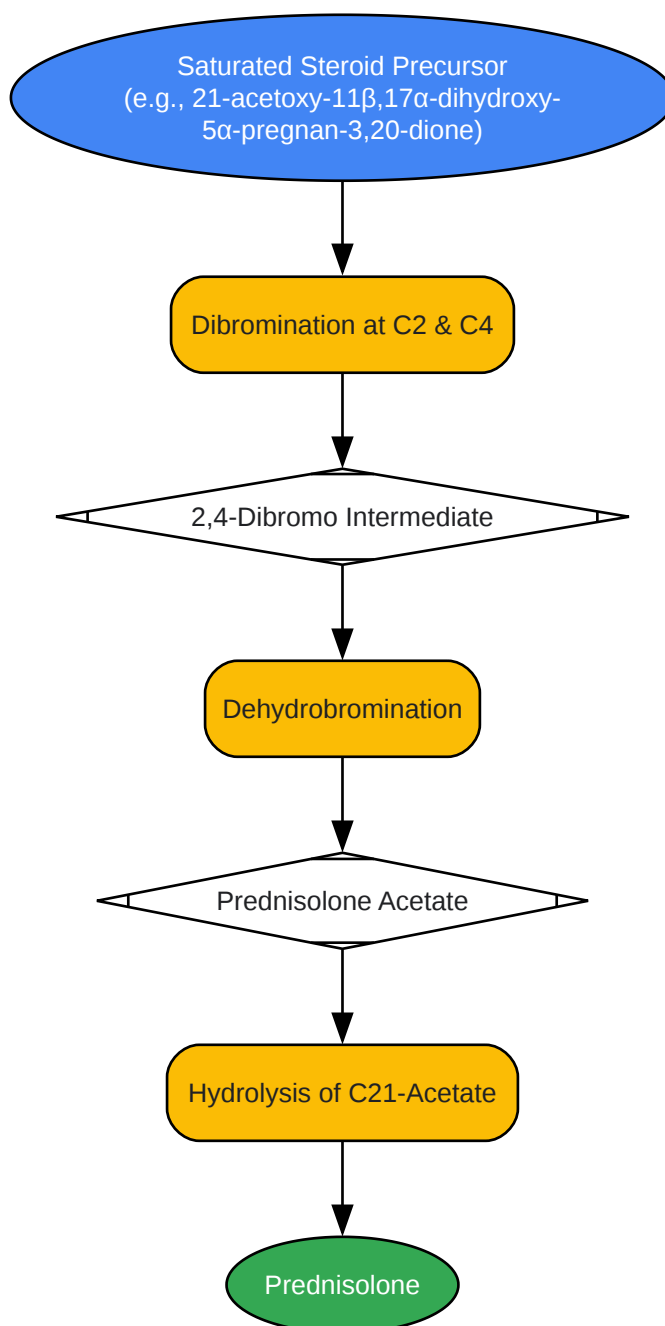 Saturated Steroid Precursor
(e.g., 21-acetoxy-11β,17α-dihydroxy-
5α-pregnan-3,20-dione)
Dibromination at C2 & C4
2,4-Dibromo Intermediate
Dehydrobromination
Prednisolone Acetate
Hydrolysis of C21-Acetate
Prednisolone